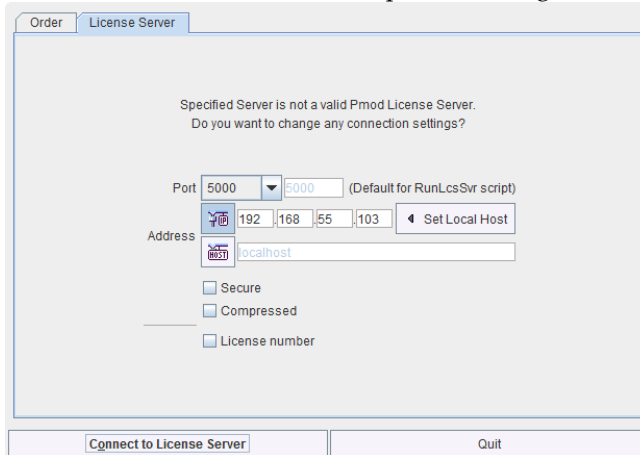 Order License Server
Specified Server is not a valid Pmod License Server.
Do you want to change any connection settings?
Port 5000 5000 (Default for RunLcsSvr script)
Address
IP 192 .168 .55 .103 Set Local Host
HOST localhost
Secure
Compressed
License number
Connect to License Server Quit